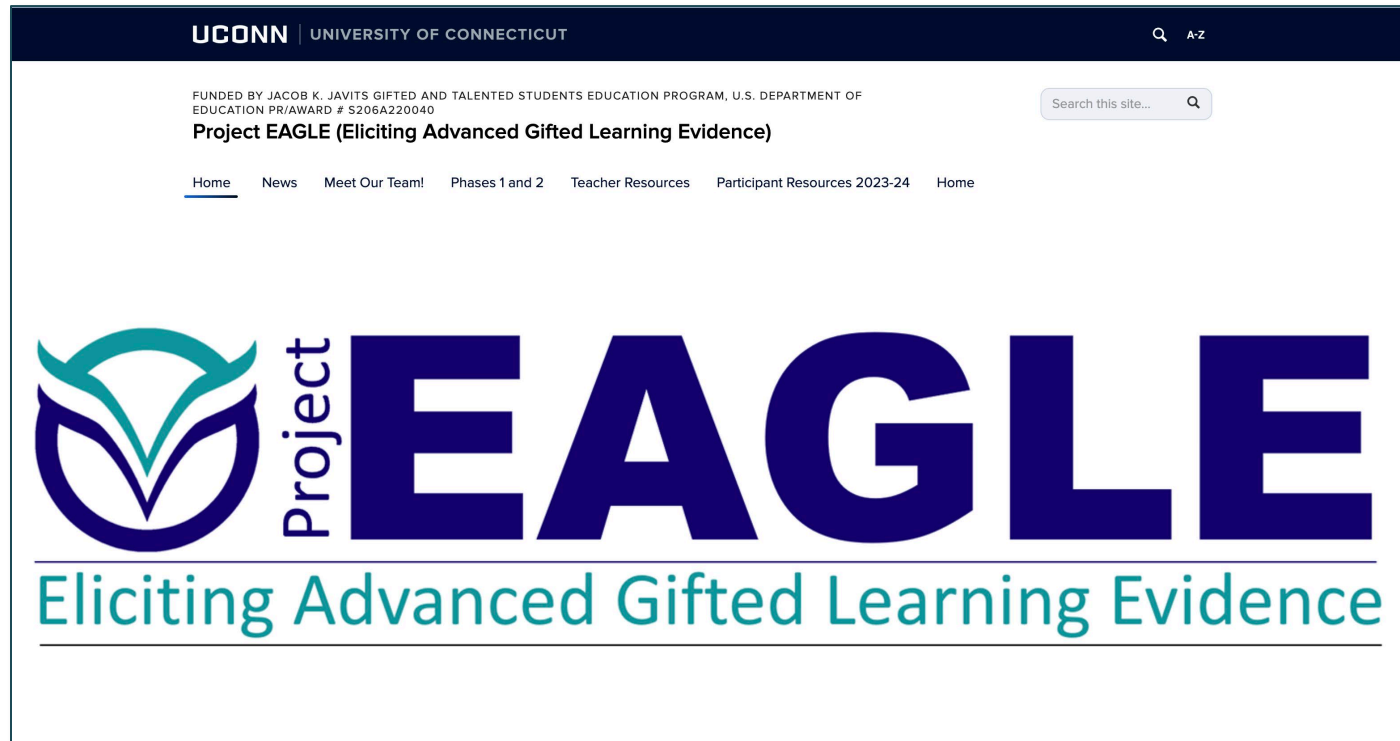 UCONN | UNIVERSITY OF CONNECTICUT
A-Z
FUNDED BY JACOB K. JAVITS GIFTED AND TALENTED STUDENTS EDUCATION PROGRAM, U.S. DEPARTMENT OF
EDUCATION PR/AWARD # S206A220040
Search this site...
Project EAGLE (Eliciting Advanced Gifted Learning Evidence)
Home News Meet Our Team! Phases 1 and 2 Teacher Resources Participant Resources 2023-24 Home
Project EAGLE
Eliciting Advanced Gifted Learning Evidence